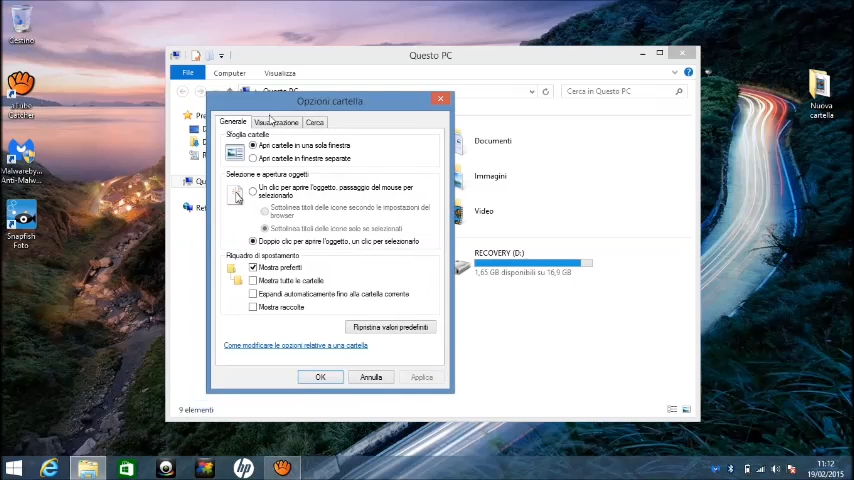 Cestino
aTube
Catcher
Malwareby...
Anti-Malw...
Snapfish
Foto
Nuova
cartella
Questo PC
File
Computer
Visualizza
Cerca in Questo PC
Opzioni cartella
Generale
Visualizzazione
Cerca
Sfoglia cartelle
Apri cartelle in una sola finestra
Apri cartelle in finestre separate
Selezione e apertura oggetti
Un clic per aprire l'oggetto, passaggio del mouse per
selezionarlo
Sottolinea titoli delle icone secondo le impostazioni del
browser
Sottolinea titoli delle icone solo se selezionati
Doppio clic per aprire l'oggetto, un clic per selezionarlo
Riquadro di spostamento
Mostra preferiti
Mostra tutte le cartelle
Espandi automaticamente fino alla cartella corrente
Mostra raccolte
Ripristina valori predefiniti
Come modificare le opzioni relative a una cartella
OK
Annulla
Applica
Documenti
Immagini
Video
RECOVERY (D:)
1,65 GB disponibili su 16,9 GB
9 elementi
hp
11:12
19/02/2015